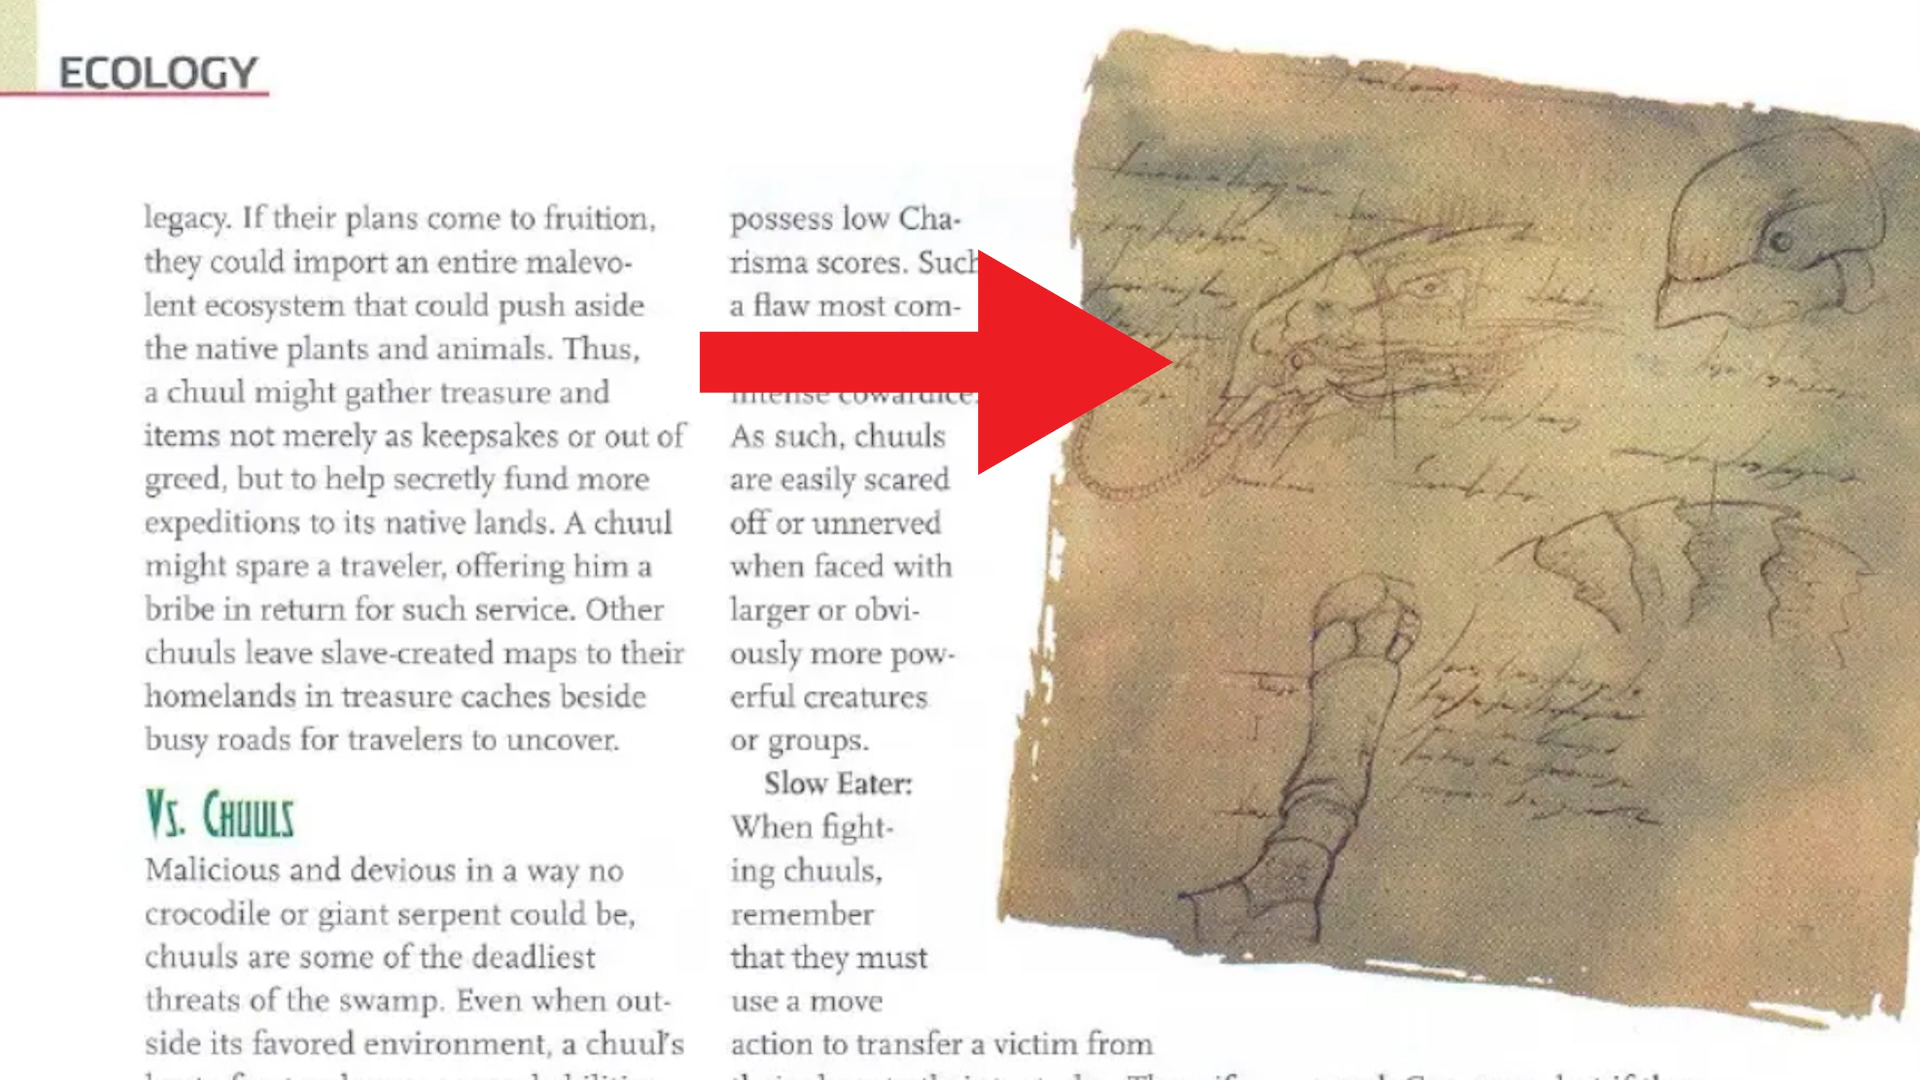 ECOLOGY
legacy. If their plans come to fruition,
they could import an entire malevo-
lent ecosystem that could push aside
the native plants and animals. Thus,
a chuul might gather treasure and
items not merely as keepsakes or out of
greed, but to help secretly fund more
expeditions to its native lands. A chuul
might spare a traveler, offering him a
bribe in return for such service. Other
chuuls leave slave-created maps to their
homelands in treasure caches beside
busy roads for travelers to uncover.
VS. CHUULS
Malicious and devious in a way no
crocodile or giant serpent could be,
chuuls are some of the deadliest
threats of the swamp. Even when out-
side its favored environment, a chuul's
possess low Cha-
risma scores. Such
a flaw most com-
intense cowardice.
As such, chuuls
are easily scared
off or unnerved
when faced with
larger or obvi-
ously more pow-
erful creatures
or groups.
Slow Eater:
When fight-
ing chuuls,
remember
that they must
use a move
action to transfer a victim from